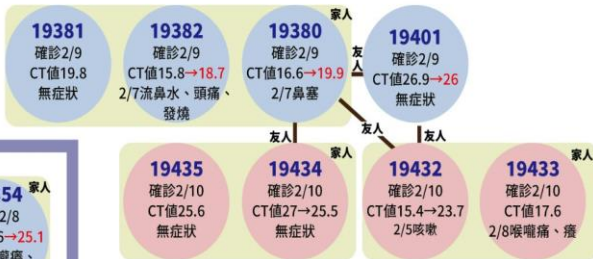 家人
19381
確診2/9
CT值19.8
無症狀
19382
確診2/9
CT值15.8→18.7
2/7流鼻水、頭痛、
發燒
19380
確診2/9
CT值16.6→19.9
2/7鼻塞
友人
19401
確診2/9
CT值26.9→26
無症狀
友人
友人
友人
家人
19435
確診2/10
CT值25.6
無症狀
19434
確診2/10
CT值27→25.5
無症狀
家人
19432
確診2/10
CT值15.4→23.7
2/5咳嗽
19433
確診2/10
CT值17.6
2/8喉嚨痛、癢
家人
54
2/8
→25.1